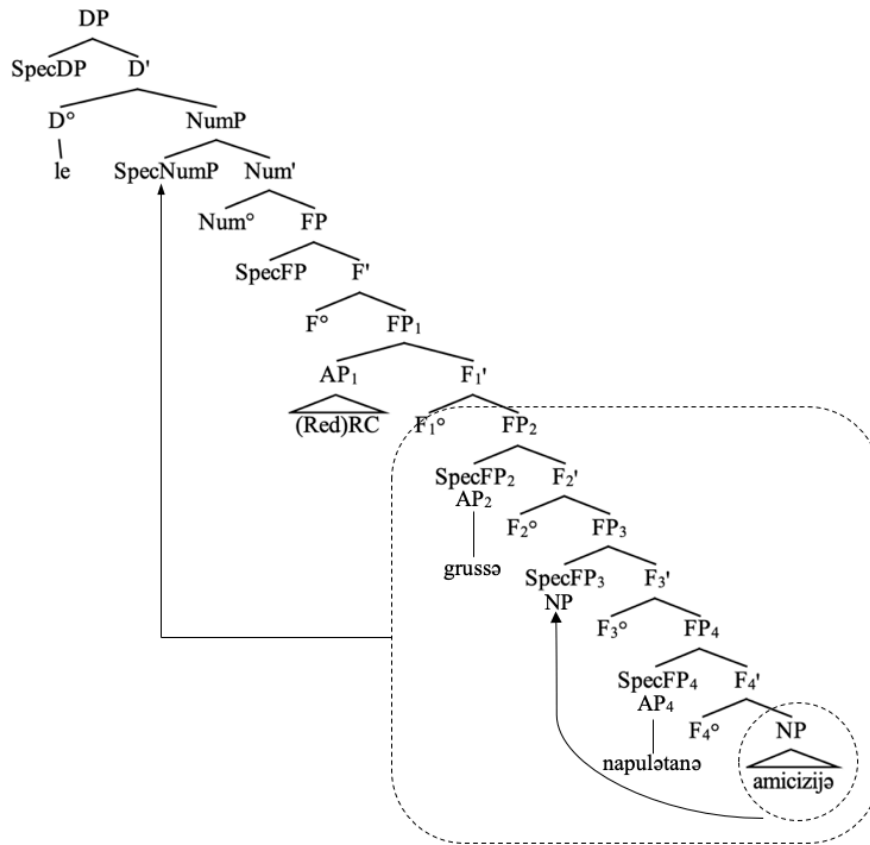 DP
SpecDP D'
D° NumP
le SpecNumP Num'
Num° FP
SpecFP F'
F° FP₁
AP₁ F₁'
(Red)RC F₁° FP₂
SpecFP₂ F₂'
AP₂
F₂° FP₃
grussə SpecFP₃ F₃'
NP
F₃° FP₄
SpecFP₄ F₄'
AP₄
F₄° NP
napulətanə amicizijə